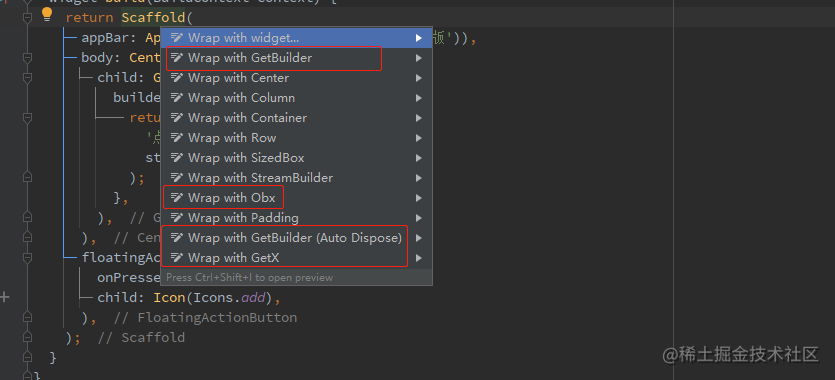 Widget build(BuildContext context) {
return Scaffold(
appBar: Ap 版')),
Wrap with widget...
body: Cent
Wrap with GetBuilder
child: G
Wrap with Center
builde
Wrap with Column
retu
Wrap with Container
'点
Wrap with Row
st
Wrap with SizedBox
);
Wrap with StreamBuilder
},
Wrap with Obx
), // G
Wrap with Padding
), // Cen
Wrap with GetBuilder (Auto Dispose)
floatingAc
Wrap with GetX
onPresse
Press Ctrl+Shift+I to open preview
child: Icon(Icons.add),
), // FloatingActionButton
); // Scaffold
}
}
@稀土掘金技术社区